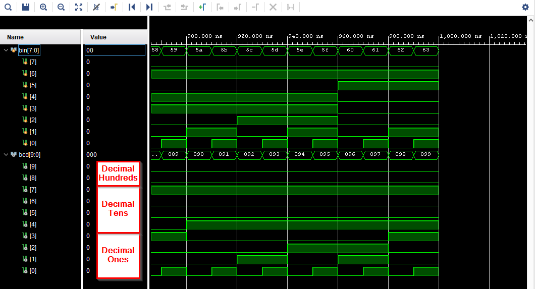 Name
Value
900.000 ns
920.000 ns
940.000 ns
960.000 ns
980.000 ns
1,000.000 ns
bin[7:0]
00
58
59
5a
5b
5c
5d
5e
5f
60
61
62
63
[7]
0
[6]
0
[5]
0
[4]
0
[3]
0
[2]
0
[1]
0
[0]
0
bcd[9:0]
000
089
090
091
092
093
094
095
096
097
098
099
[9]
0
[8]
0
[7]
0
[6]
0
[5]
0
[4]
0
[3]
0
[2]
0
[1]
0
[0]
0
Decimal
Hundreds
Decimal
Tens
Decimal
Ones